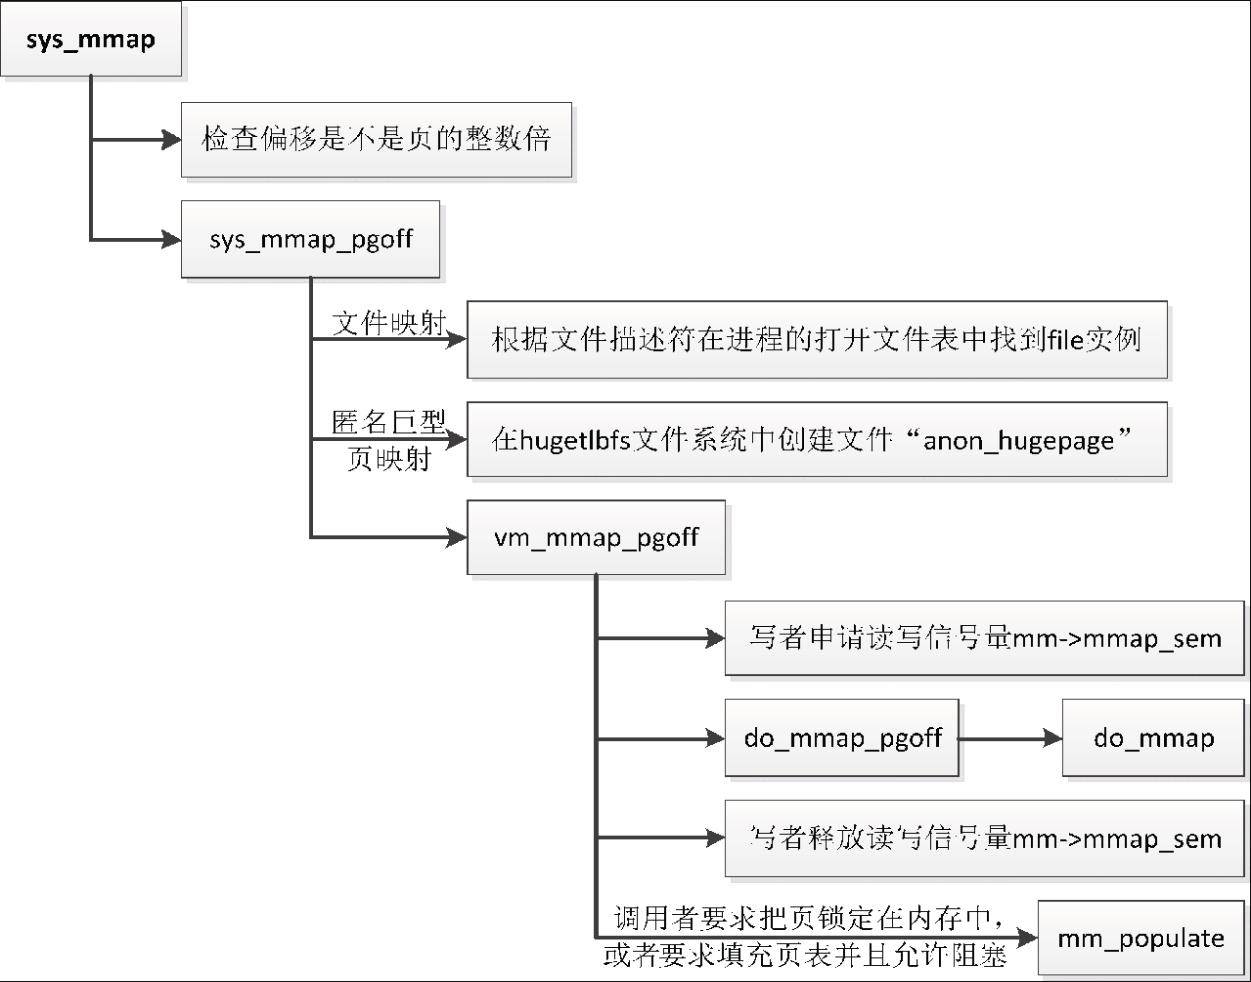 sys_mmap
检查偏移是不是页的整数倍
sys_mmap_pgoff
文件映射
根据文件描述符在进程的打开文件表中找到file实例
匿名巨型
页映射
在hugetlbfs文件系统中创建文件“anon_hugepage”
vm_mmap_pgoff
写者申请读写信号量mm->mmap_sem
do_mmap_pgoff
do_mmap
写者释放读写信号量mm->mmap_sem
调用者要求把页锁定在内存中，
或者要求填充页表并且允许阻塞
mm_populate